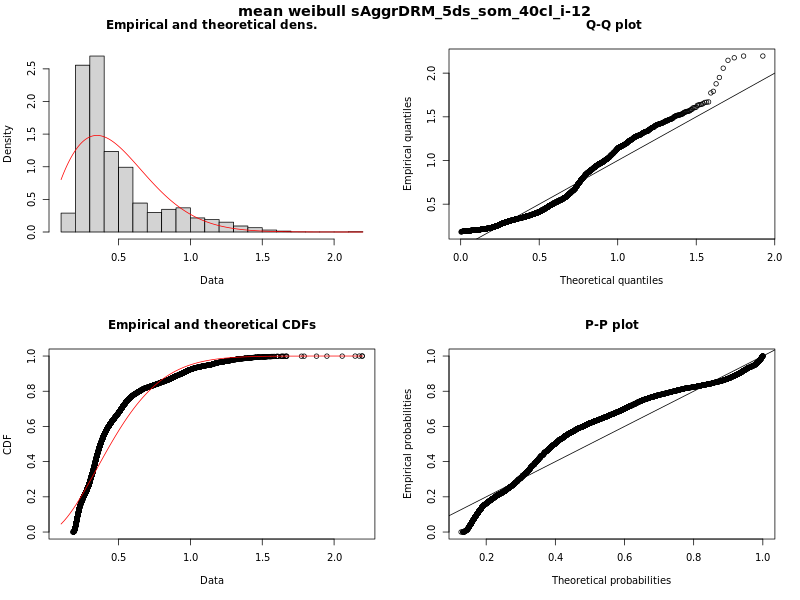 mean weibull sAggrDRM_5ds_som_40cl_i-12
Empirical and theoretical dens.
Density
0.0 0.5 1.0 1.5 2.0 2.5
0.5 1.0 1.5 2.0
Data
Q-Q plot
Empirical quantiles
0.5 1.0 1.5 2.0
0.0 0.5 1.0 1.5 2.0
Theoretical quantiles
Empirical and theoretical CDFs
CDF
0.0 0.2 0.4 0.6 0.8 1.0
0.5 1.0 1.5 2.0
Data
P-P plot
Empirical probabilities
0.0 0.2 0.4 0.6 0.8 1.0
0.2 0.4 0.6 0.8 1.0
Theoretical probabilities